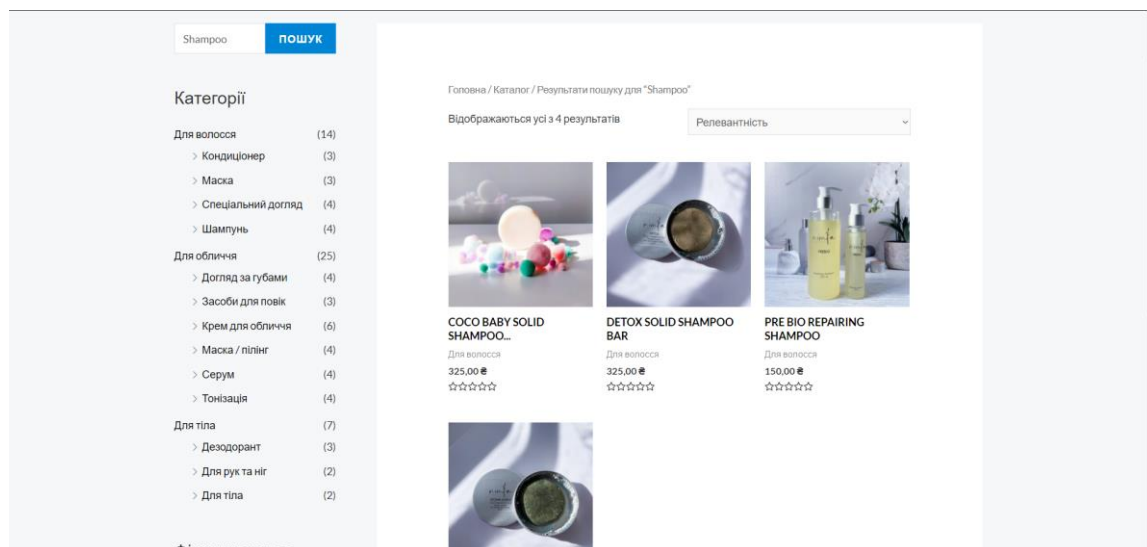 Shampoo
ПОШУК
Категорії
Для волосся (14)
Кондиціонер (3)
Маска (3)
Спеціальний догляд (4)
Шампунь (4)
Для обличчя (25)
Догляд за губами (4)
Засоби для повік (3)
Крем для обличчя (6)
Маска / пілінг (4)
Серум (4)
Тонізація (4)
Для тіла (7)
Дезодорант (3)
Для рук та ніг (2)
Для тіла (2)
Головна / Каталог / Результати пошуку для "Shampoo"
Відображаються усі з 4 результатів
Релевантність
COCO BABY SOLID
SHAMPOO...
Для волосся
325,00 ₴
DETOX SOLID SHAMPOO
BAR
Для волосся
325,00 ₴
PRE BIO REPAIRING
SHAMPOO
Для волосся
150,00 ₴